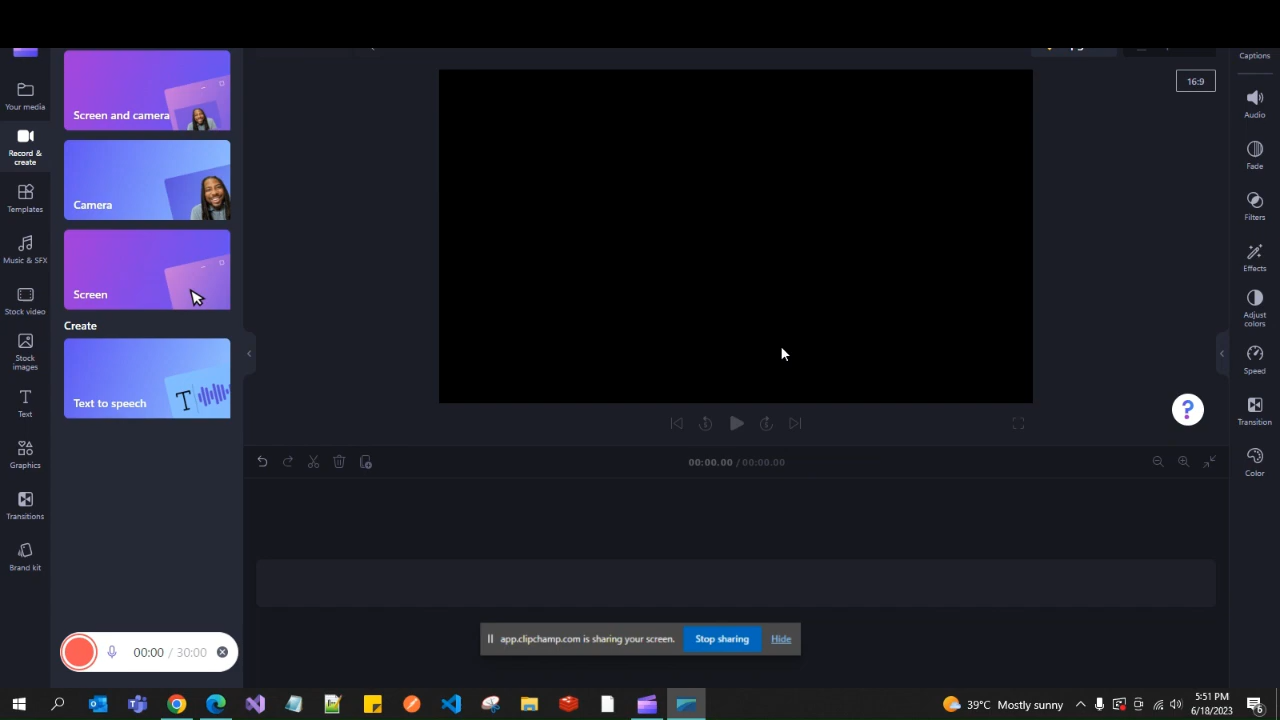 Captions
16:9
Your media
Record &
create
Templates
Music & SFX
Stock video
Stock
images
Text
Graphics
Transitions
Brand kit
Screen and camera
Camera
Screen
Create
Text to speech
T
?
Audio
Fade
Filters
Effects
Adjust
colors
Speed
Transition
Color
00:00.00 / 00:00.00
app.clipchamp.com is sharing your screen.
Stop sharing
Hide
00:00 / 30:00
39°C Mostly sunny
5:51 PM
6/18/2023
6